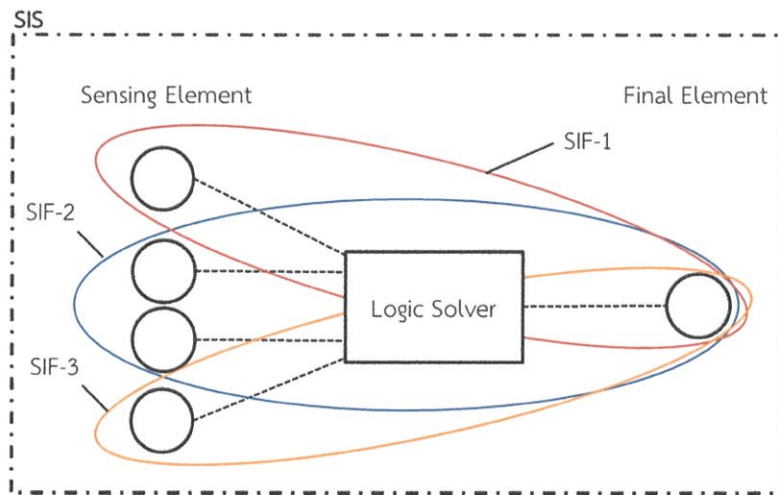 SIS
Sensing Element
Final Element
SIF-1
SIF-2
Logic Solver
SIF-3